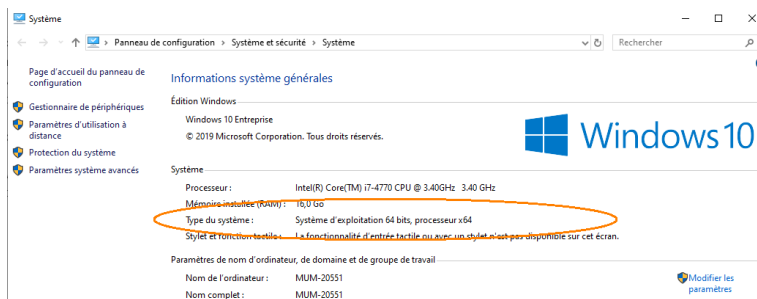 Système
Panneau de configuration > Système et sécurité > Système
Rechercher
Page d'accueil du panneau de
configuration
Gestionnaire de périphériques
Paramètres d'utilisation à
distance
Protection du système
Paramètres système avancés
Informations système générales
Édition Windows
Windows 10 Entreprise
© 2019 Microsoft Corporation. Tous droits réservés.
Windows 10
Système
Processeur : Intel(R) Core(TM) i7-4770 CPU @ 3.40GHz 3.40 GHz
Mémoire installée (RAM) : 16,0 Go
Type du système : Système d'exploitation 64 bits, processeur x64
Stylet et fonction tactile : La fonctionnalité d'entrée tactile ou avec un stylet n'est pas disponible sur cet écran.
Paramètres de nom d'ordinateur, de domaine et de groupe de travail
Nom de l'ordinateur : MUM-20551
Modifier les
paramètres
Nom complet : MUM-20551